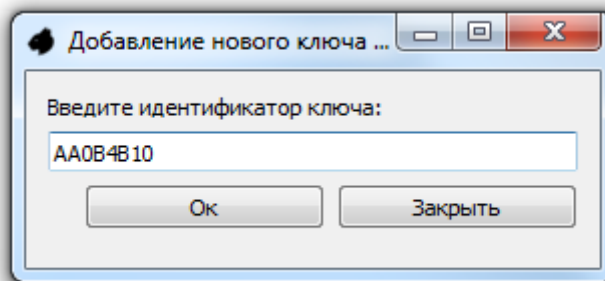 Добавление нового ключа ...
Введите идентификатор ключа:
AA0B4B10
Ок
Закрыть